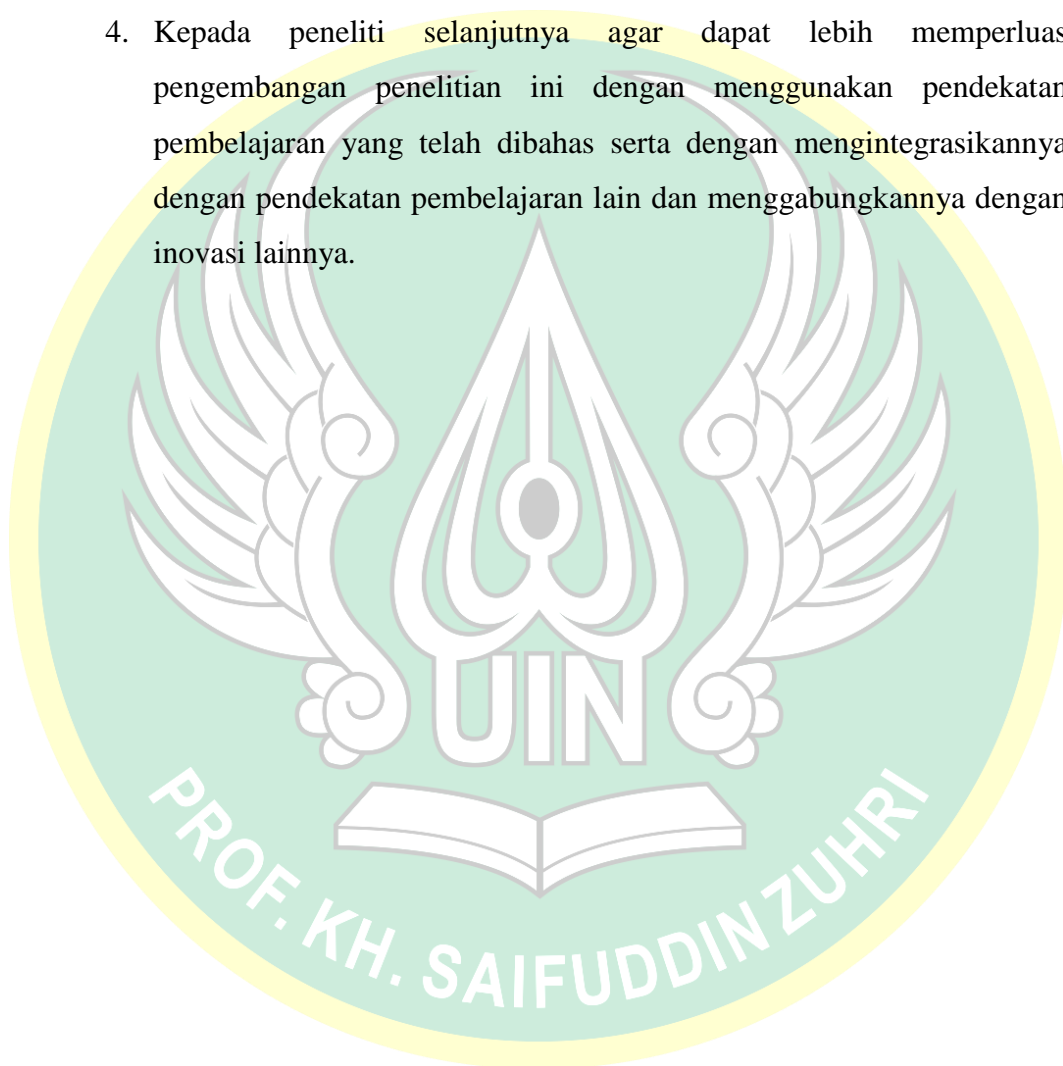 4. Kepada peneliti selanjutnya agar dapat lebih memperluas
pengembangan penelitian ini dengan menggunakan pendekatan
pembelajaran yang telah dibahas serta dengan mengintegrasikannya
dengan pendekatan pembelajaran lain dan menggabungkannya dengan
inovasi lainnya.
UIN
PROF. KH. SAIFUDDIN ZUHRI